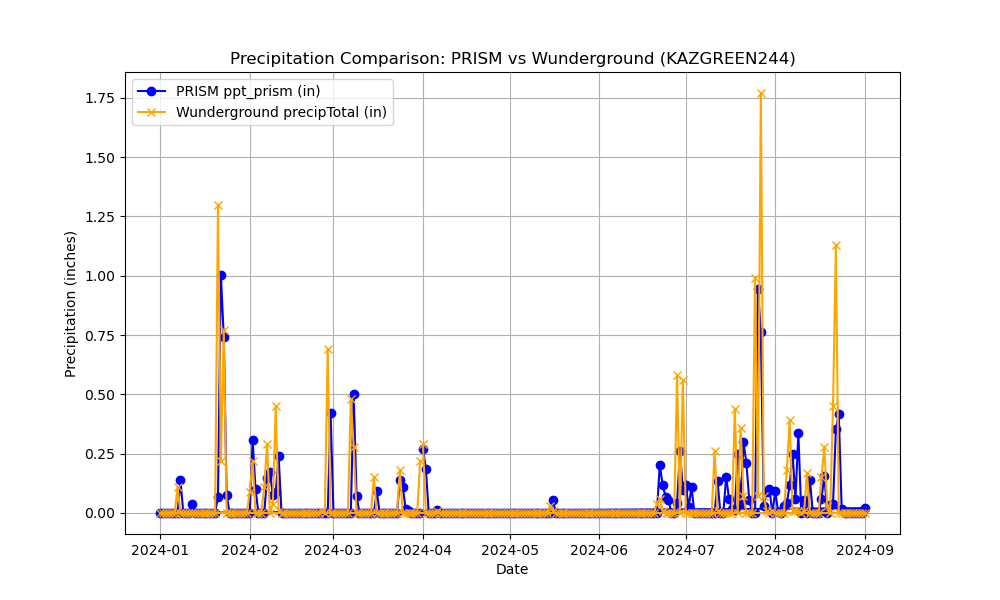 Precipitation Comparison: PRISM vs Wunderground (KAZGREEN244)
PRISM ppt_prism (in)
Wunderground precipTotal (in)
Precipitation (inches)
1.75
1.50
1.25
1.00
0.75
0.50
0.25
0.00
2024-01 2024-02 2024-03 2024-04 2024-05 2024-06 2024-07 2024-08 2024-09
Date